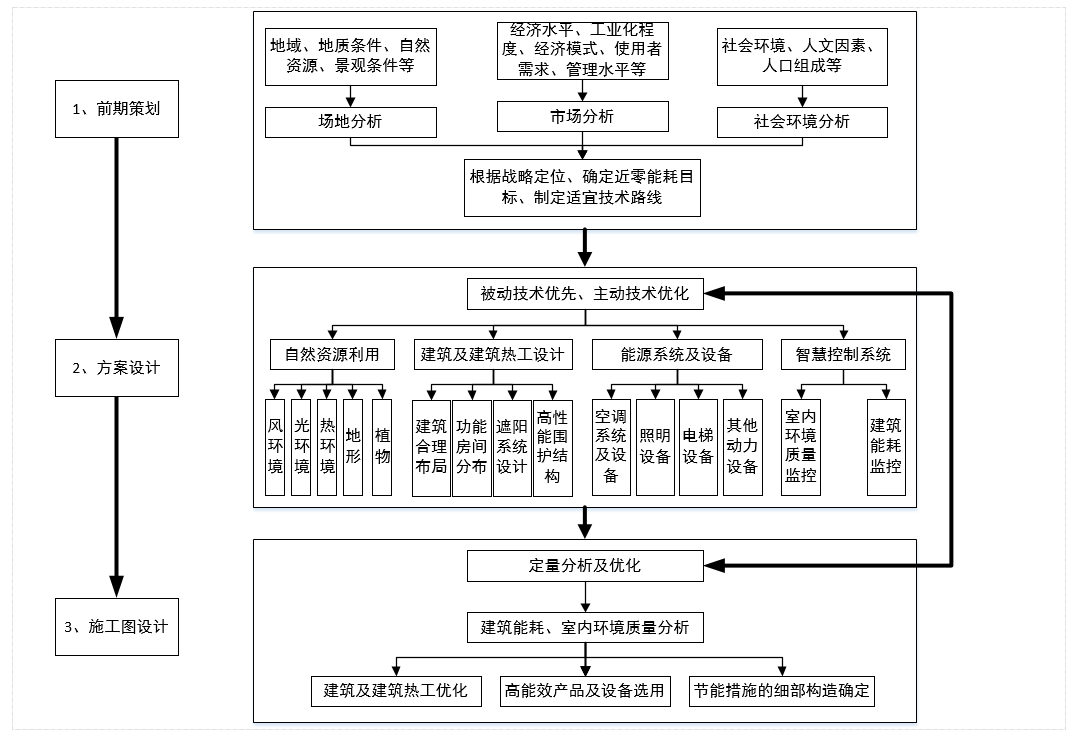 1、前期策划
地域、地质条件、自然
资源、景观条件等
经济水平、工业化程
度、经济模式、使用者
需求、管理水平等
社会环境、人文因素、
人口组成等
场地分析
市场分析
社会环境分析
根据战略定位、确定近零能耗目
标、制定适宜技术路线
2、方案设计
被动技术优先、主动技术优化
自然资源利用
建筑及建筑热工设计
能源系统及设备
智慧控制系统
风
环
境
光
环
境
热
环
境
地
形
植
物
建筑
合理
布局
功能
房间
分布
遮阳
系统
设计
高性
能围
护结
构
空调
系统
及设
备
照明
设备
电梯
设备
其他
动力
设备
室内
环境
质量
监控
建筑
能耗
监控
3、施工图设计
定量分析及优化
建筑能耗、室内环境质量分析
建筑及建筑热工优化
高能效产品及设备选用
节能措施的细部构造确定